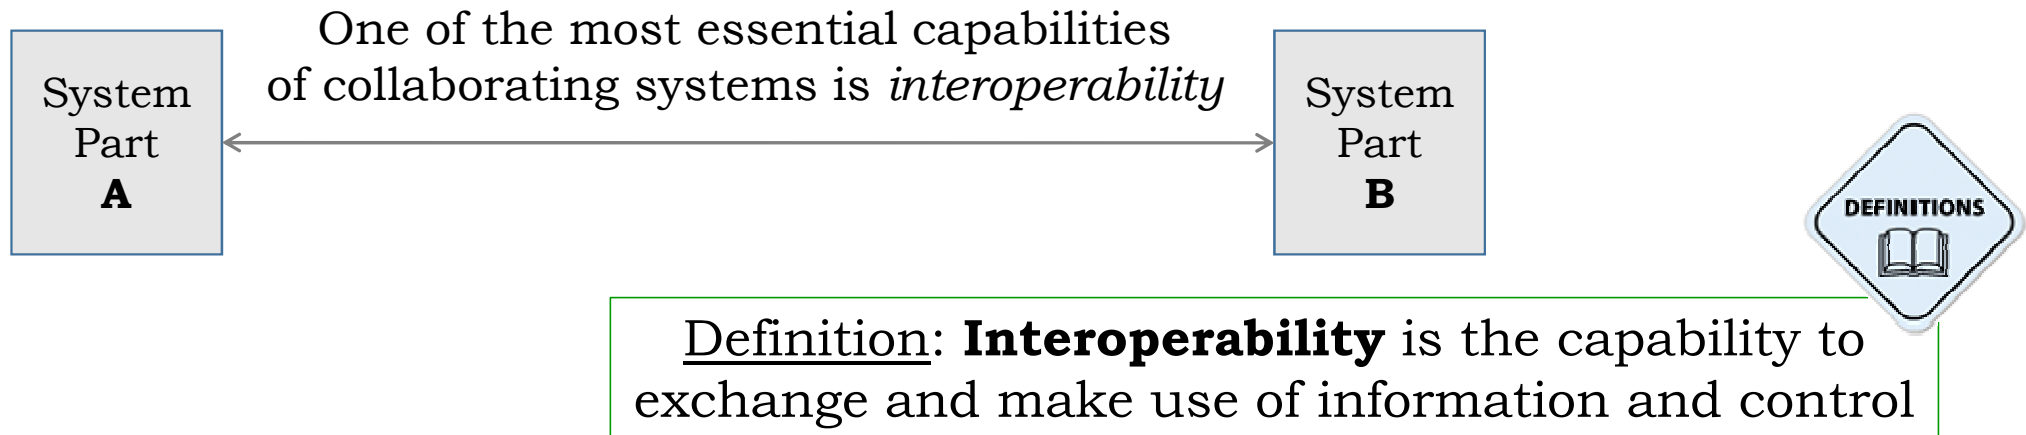 One of the most essential capabilities
of collaborating systems is interoperability
System
Part
A
System
Part
B
DEFINITIONS
Definition: Interoperability is the capability to
exchange and make use of information and control